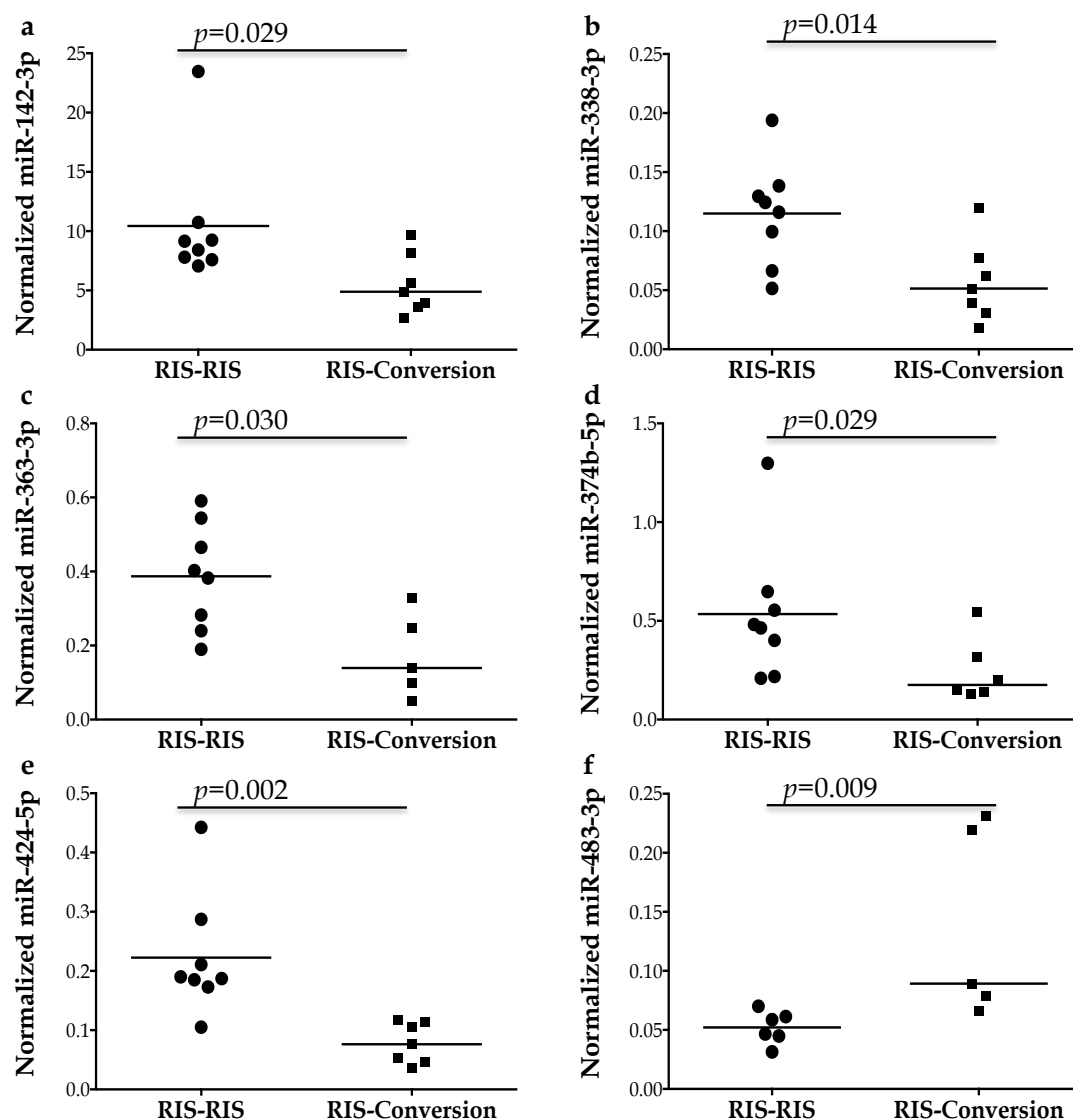 a
p=0.029
Normalized miR-142-3p
25
20
15
10
5
0
RIS-RIS
RIS-Conversion
b
p=0.014
Normalized miR-338-3p
0.25
0.20
0.15
0.10
0.05
0.00
RIS-RIS
RIS-Conversion
c
p=0.030
Normalized miR-363-3p
0.8
0.6
0.4
0.2
0.0
RIS-RIS
RIS-Conversion
d
p=0.029
Normalized miR-374b-5p
1.5
1.0
0.5
0.0
RIS-RIS
RIS-Conversion
e
p=0.002
Normalized miR-424-5p
0.5
0.4
0.3
0.2
0.1
0.0
RIS-RIS
RIS-Conversion
f
p=0.009
Normalized miR-483-3p
0.25
0.20
0.15
0.10
0.05
0.00
RIS-RIS
RIS-Conversion